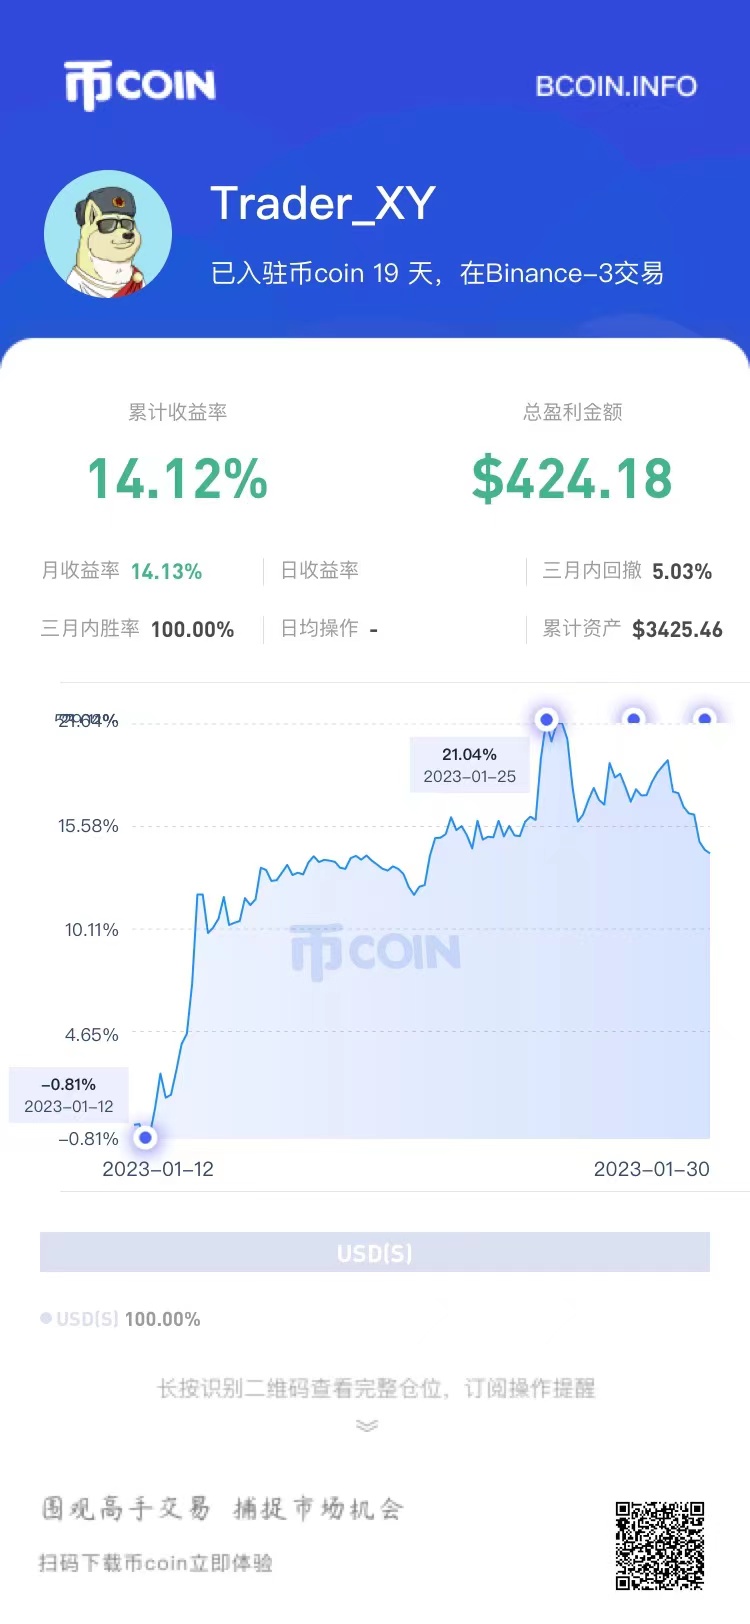 币COIN
BCOIN.INFO
Trader_XY
已入驻币coin 19 天，在Binance-3交易
累计收益率
总盈利金额
14.12%
$424.18
月收益率 14.13%
日收益率
三月内回撤 5.03%
三月内胜率 100.00%
日均操作 -
累计资产 $3425.46
21.04%
2023-01-25
15.58%
10.11%
币COIN
4.65%
-0.81%
2023-01-12
-0.81%
2023-01-12
2023-01-30
USD(S)
USD(S) 100.00%
长按识别二维码查看完整仓位，订阅操作提醒
围观高手交易 捕捉市场机会
扫码下载币coin立即体验